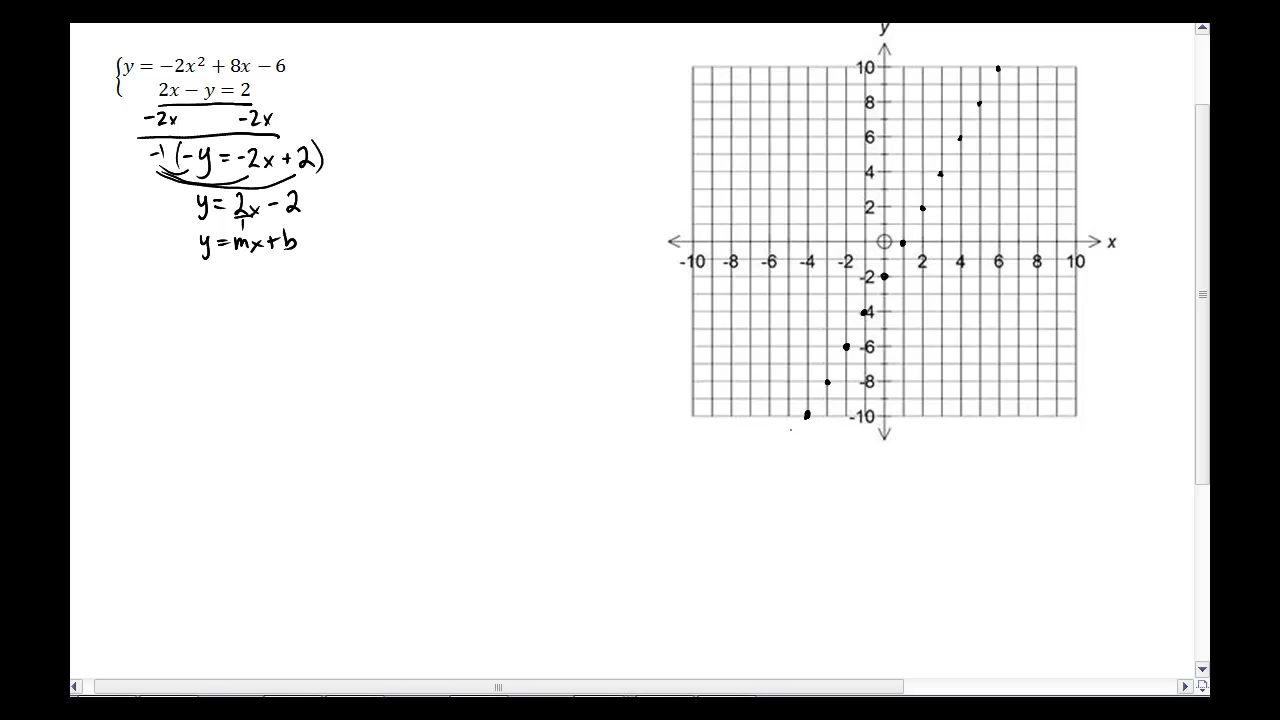 y = −2x² + 8x − 6
2x − y = 2
-2x -2x
-1 (-y = -2x + 2)
y = 2x - 2
1
y = mx + b
y
10
8
6
4
2
x
-10 -8 -6 -4 -2 2 4 6 8 10
-2
-4
-6
-8
-10